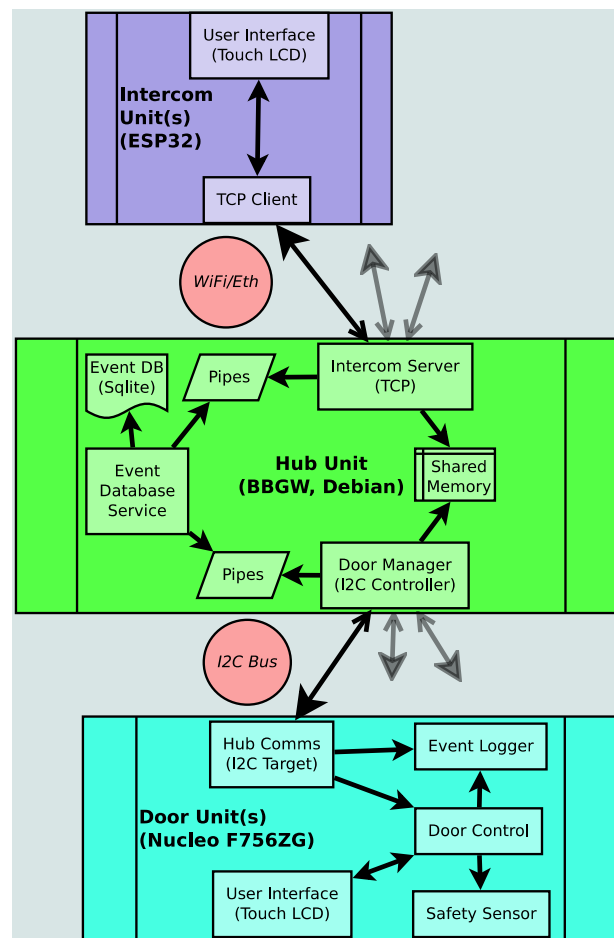 User Interface
(Touch LCD)
Intercom
Unit(s)
(ESP32)
TCP Client
WiFi/Eth
Event DB
(Sqlite)
Pipes
Intercom Server
(TCP)
Event
Database
Service
Hub Unit
(BBGW, Debian)
Shared
Memory
Pipes
Door Manager
(I2C Controller)
I2C Bus
Hub Comms
(I2C Target)
Event Logger
Door Unit(s)
(Nucleo F756ZG)
Door Control
User Interface
(Touch LCD)
Safety Sensor